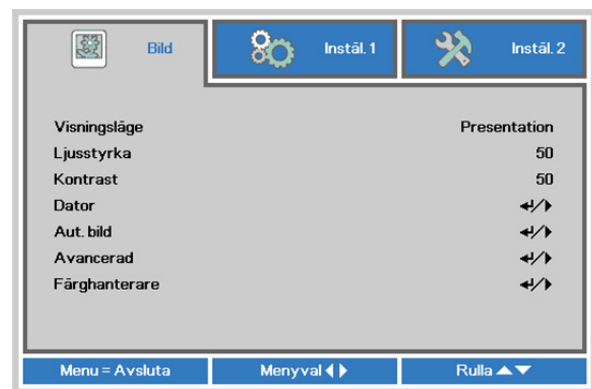 Bild Instäl. 1 Instäl. 2
Visningsläge Presentation
Ljusstyrka 50
Kontrast 50
Dator ↵/▶
Aut. bild ↵/▶
Avancerad ↵/▶
Färghanterare ↵/▶
Menu = Avsluta Menyval ◀▶ Rulla ▲▼